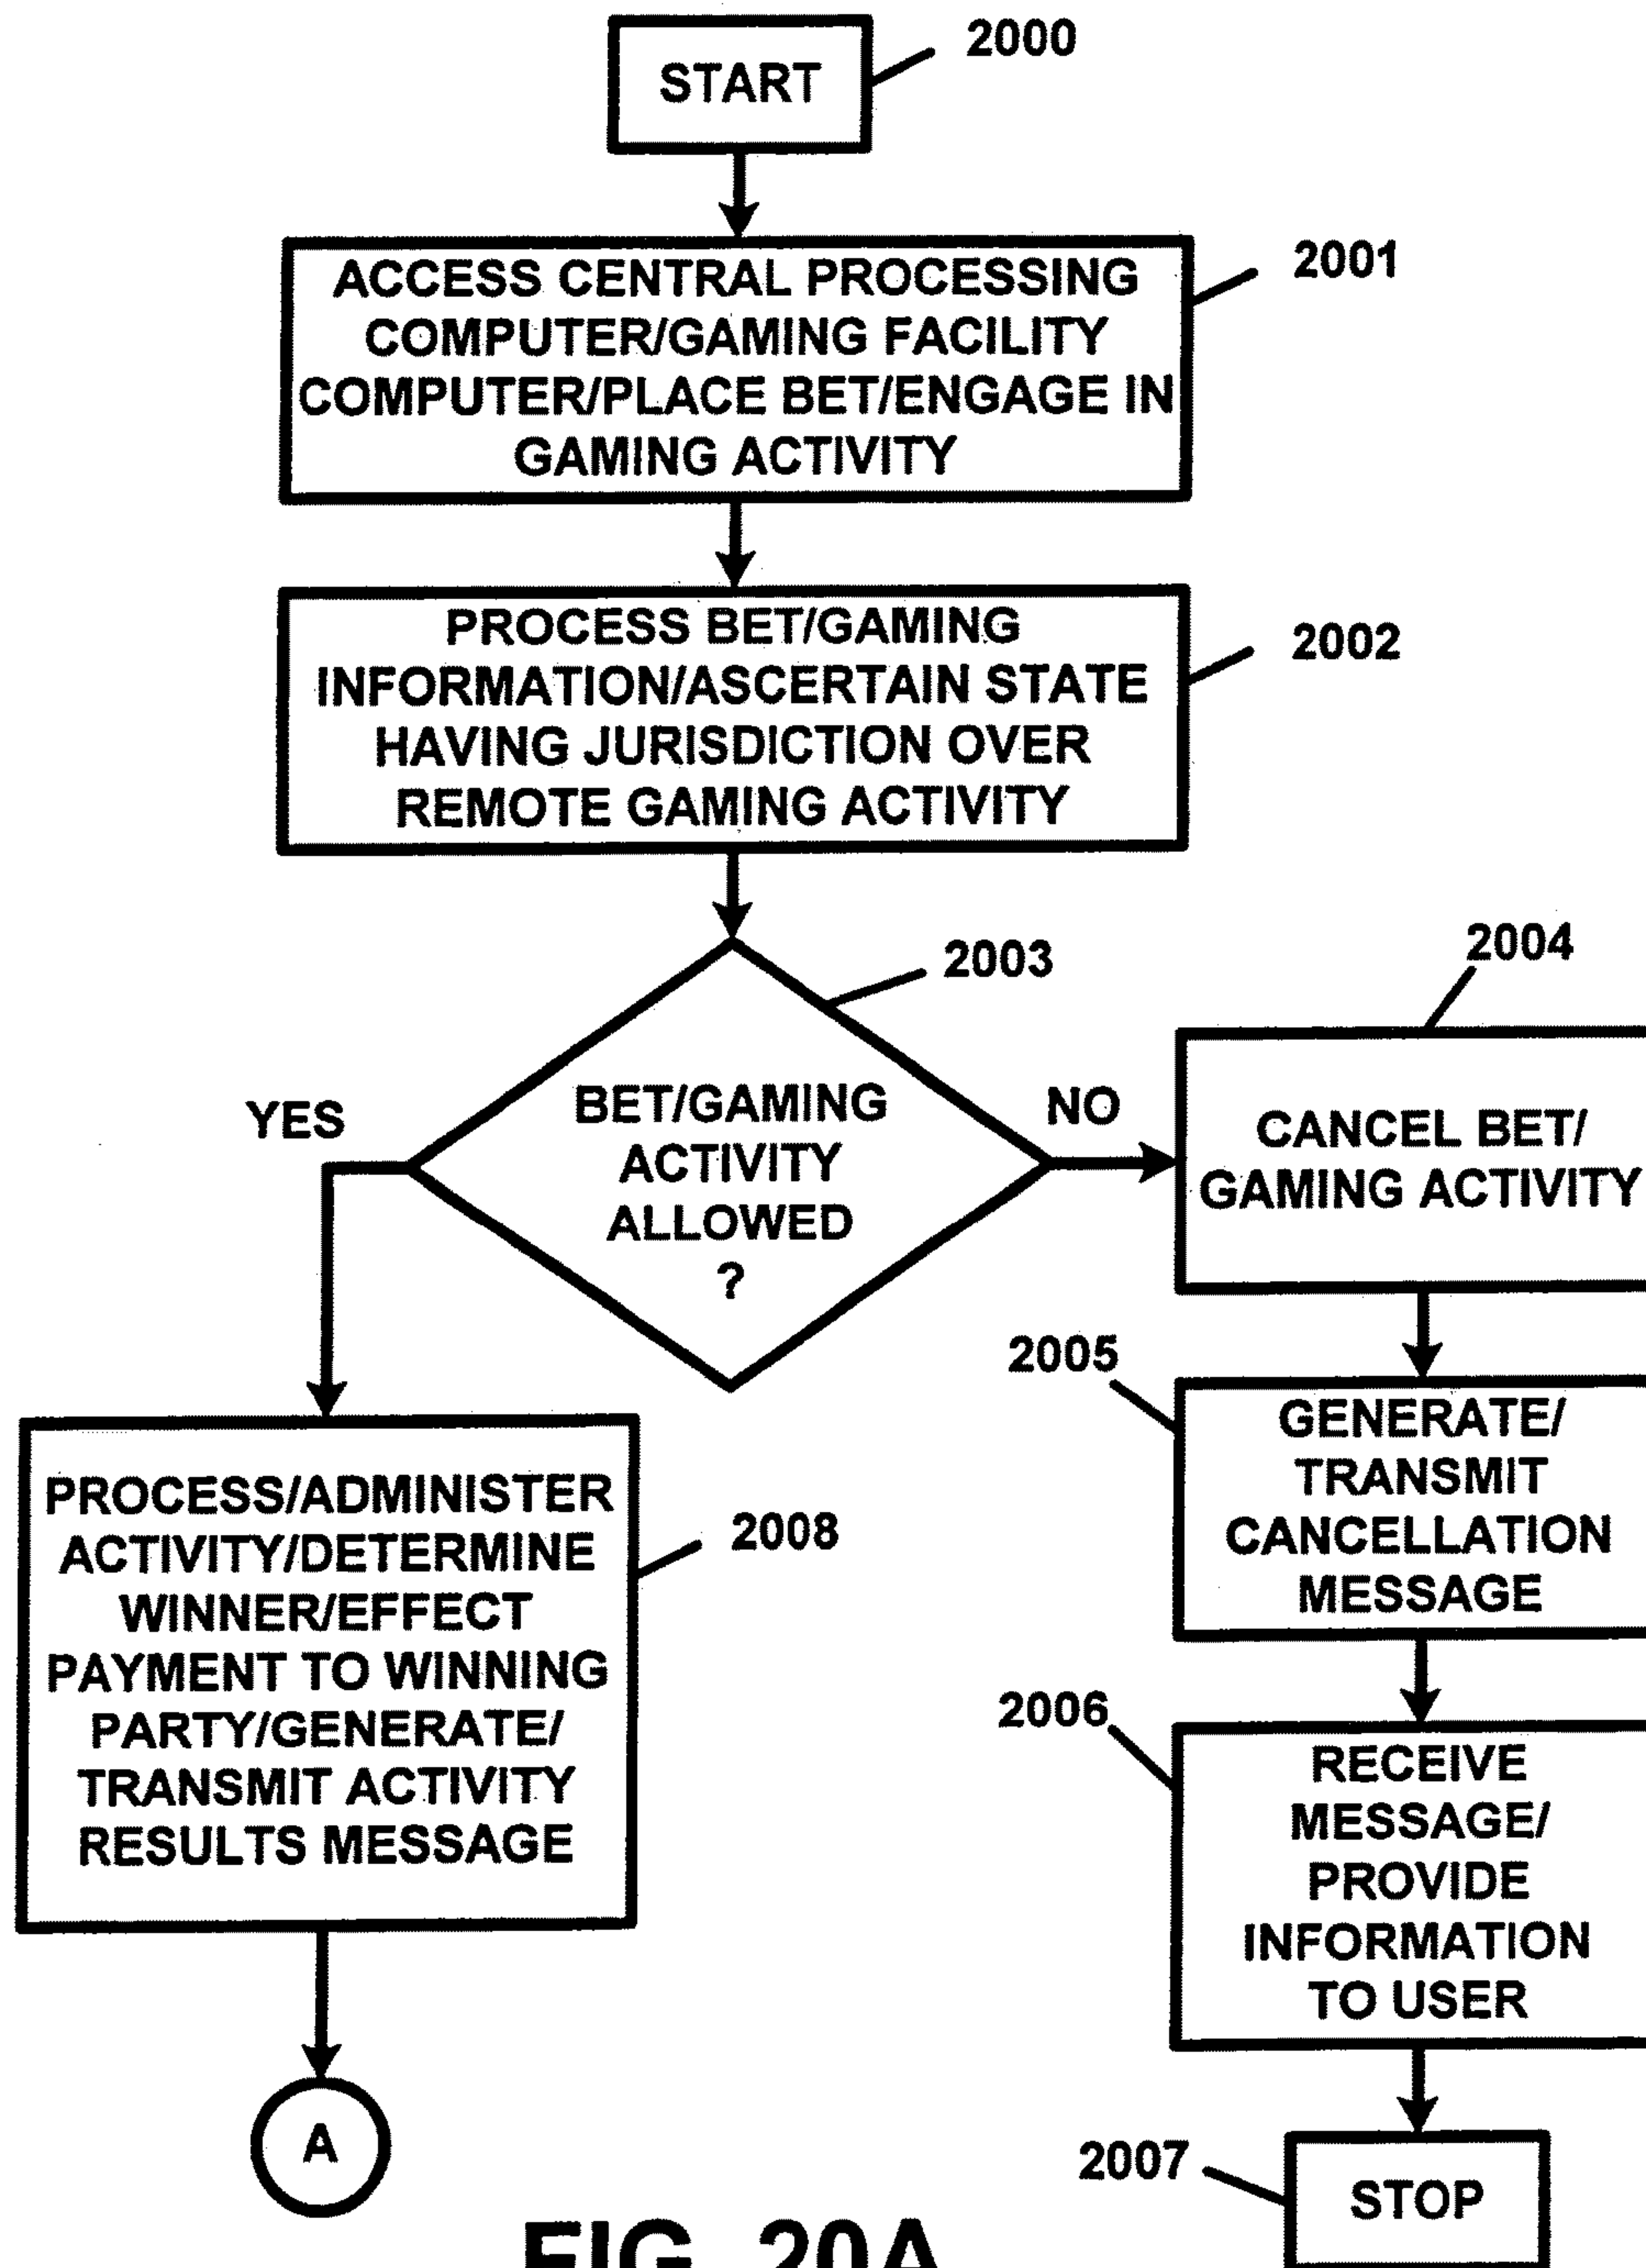 START
2000
ACCESS CENTRAL PROCESSING
COMPUTER/GAMING FACILITY
COMPUTER/PLACE BET/ENGAGE IN
GAMING ACTIVITY
2001
PROCESS BET/GAMING
INFORMATION/ASCERTAIN STATE
HAVING JURISDICTION OVER
REMOTE GAMING ACTIVITY
2002
2003
BET/GAMING
ACTIVITY
ALLOWED
?
YES
NO
2004
CANCEL BET/
GAMING ACTIVITY
2005
GENERATE/
TRANSMIT
CANCELLATION
MESSAGE
2006
RECEIVE
MESSAGE/
PROVIDE
INFORMATION
TO USER
2007
STOP
PROCESS/ADMINISTER
ACTIVITY/DETERMINE
WINNER/EFFECT
PAYMENT TO WINNING
PARTY/GENERATE/
TRANSMIT ACTIVITY
RESULTS MESSAGE
2008
A
FIG. 20A